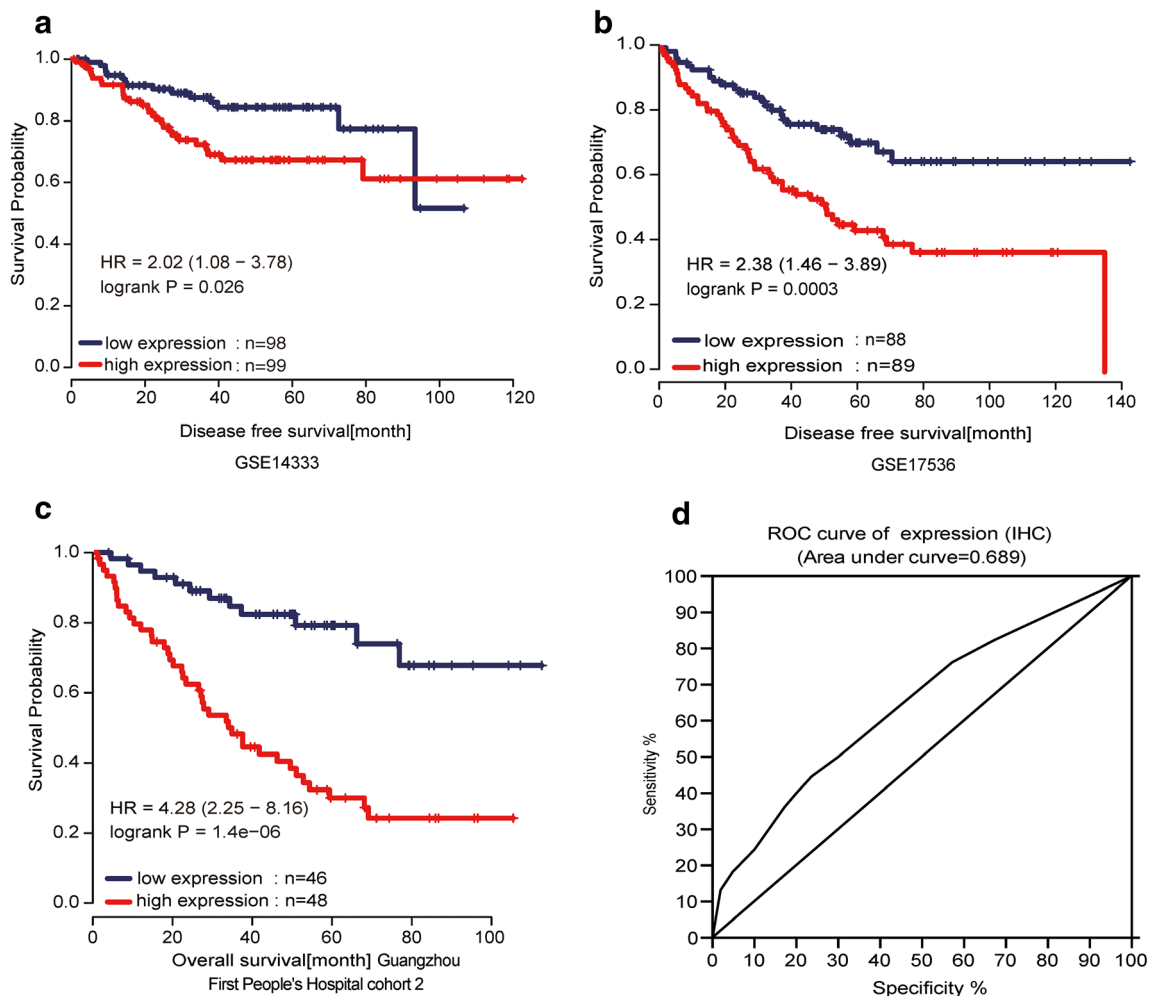 a
1.0
0.8
0.6
0.4
0.2
0.0
Survival Probability
HR = 2.02 (1.08 − 3.78)
logrank P = 0.026
low expression : n=98
high expression : n=99
0 20 40 60 80 100 120
Disease free survival[month]
GSE14333
b
1.0
0.8
0.6
0.4
0.2
0.0
Survival Probability
HR = 2.38 (1.46 − 3.89)
logrank P = 0.0003
low expression : n=88
high expression : n=89
0 20 40 60 80 100 120 140
Disease free survival[month]
GSE17536
c
1.0
0.8
0.6
0.4
0.2
0.0
Survival Probability
HR = 4.28 (2.25 − 8.16)
logrank P = 1.4e−06
low expression : n=46
high expression : n=48
0 20 40 60 80 100
Overall survival[month] Guangzhou
First People's Hospital cohort 2
d
ROC curve of expression (IHC)
(Area under curve=0.689)
100
90
80
70
60
50
40
30
20
10
0
Sensitivity %
0 10 20 30 40 50 60 70 80 90 100
Specificity %